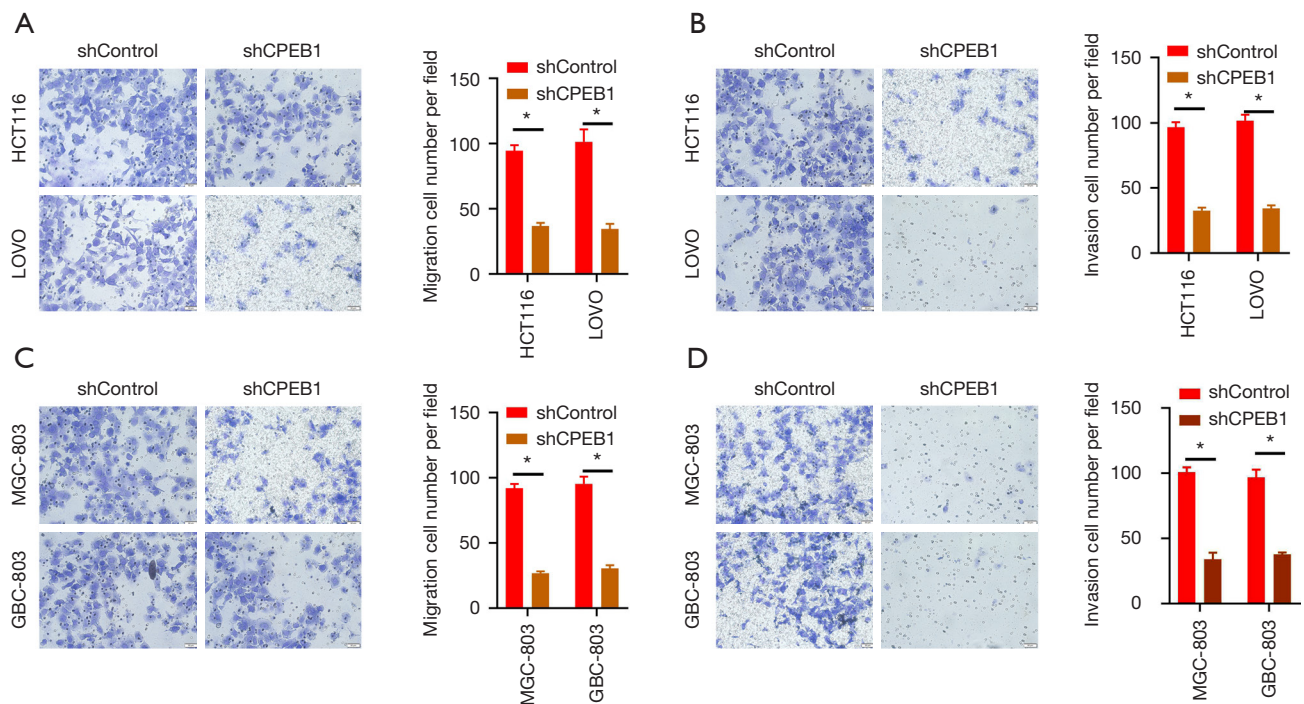 A
shControl
shCPEB1
HCT116
LOVO
Migration cell number per field
150
100
50
0
shControl
shCPEB1
*
*
HCT116
LOVO
B
shControl
shCPEB1
HCT116
LOVO
Invasion cell number per field
150
100
50
0
shControl
shCPEB1
*
*
HCT116
LOVO
C
shControl
shCPEB1
MGC-803
GBC-803
Migration cell number per field
150
100
50
0
shControl
shCPEB1
*
*
MGC-803
GBC-803
D
shControl
shCPEB1
MGC-803
GBC-803
Invasion cell number per field
150
100
50
0
shControl
shCPEB1
*
*
MGC-803
GBC-803